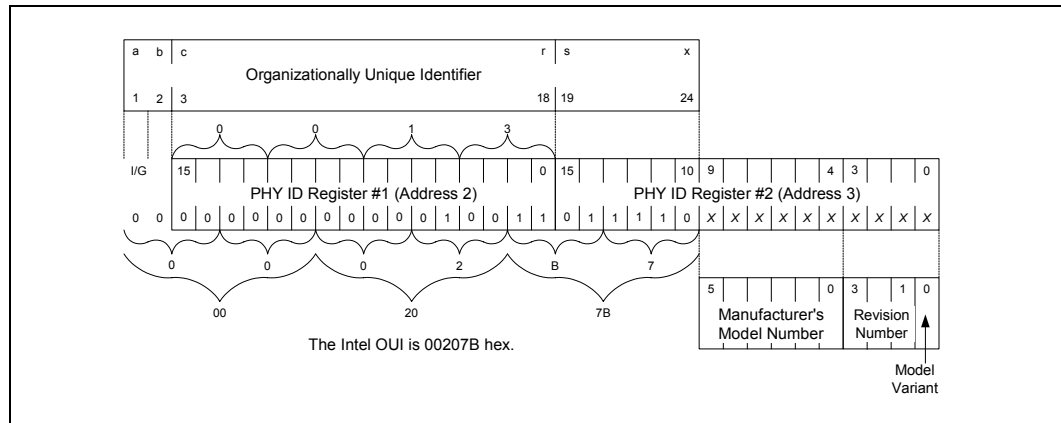 a b c r s x
Organizationally Unique Identifier
1 2 3 18 19 24
0 0 1 3
I/G 15 0 15 10 9 4 3 0
PHY ID Register #1 (Address 2) PHY ID Register #2 (Address 3)
0 0 0 0 0 0 0 0 0 0 0 0 0 1 0 0 1 1 0 1 1 1 1 0 X X X X X X X X X X
0 0 0 2 B 7
00 20 7B
5 0 3 1 0
Manufacturer's Revision
Model Number Number
The Intel OUI is 00207B hex.
Model
Variant